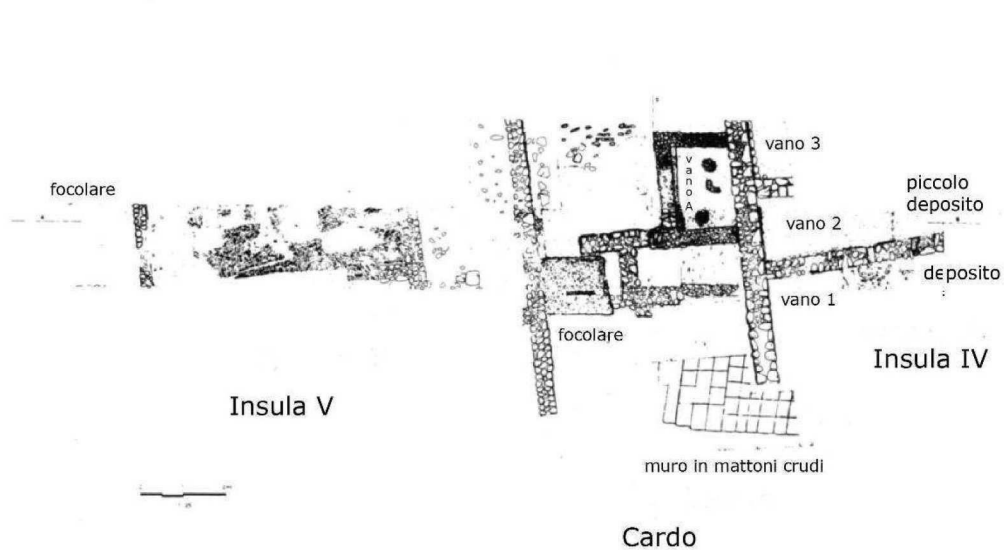 vano 3
focolare
vano A
piccolo
deposito
vano 2
deposito
vano 1
focolare
Insula IV
Insula V
muro in mattoni crudi
Cardo